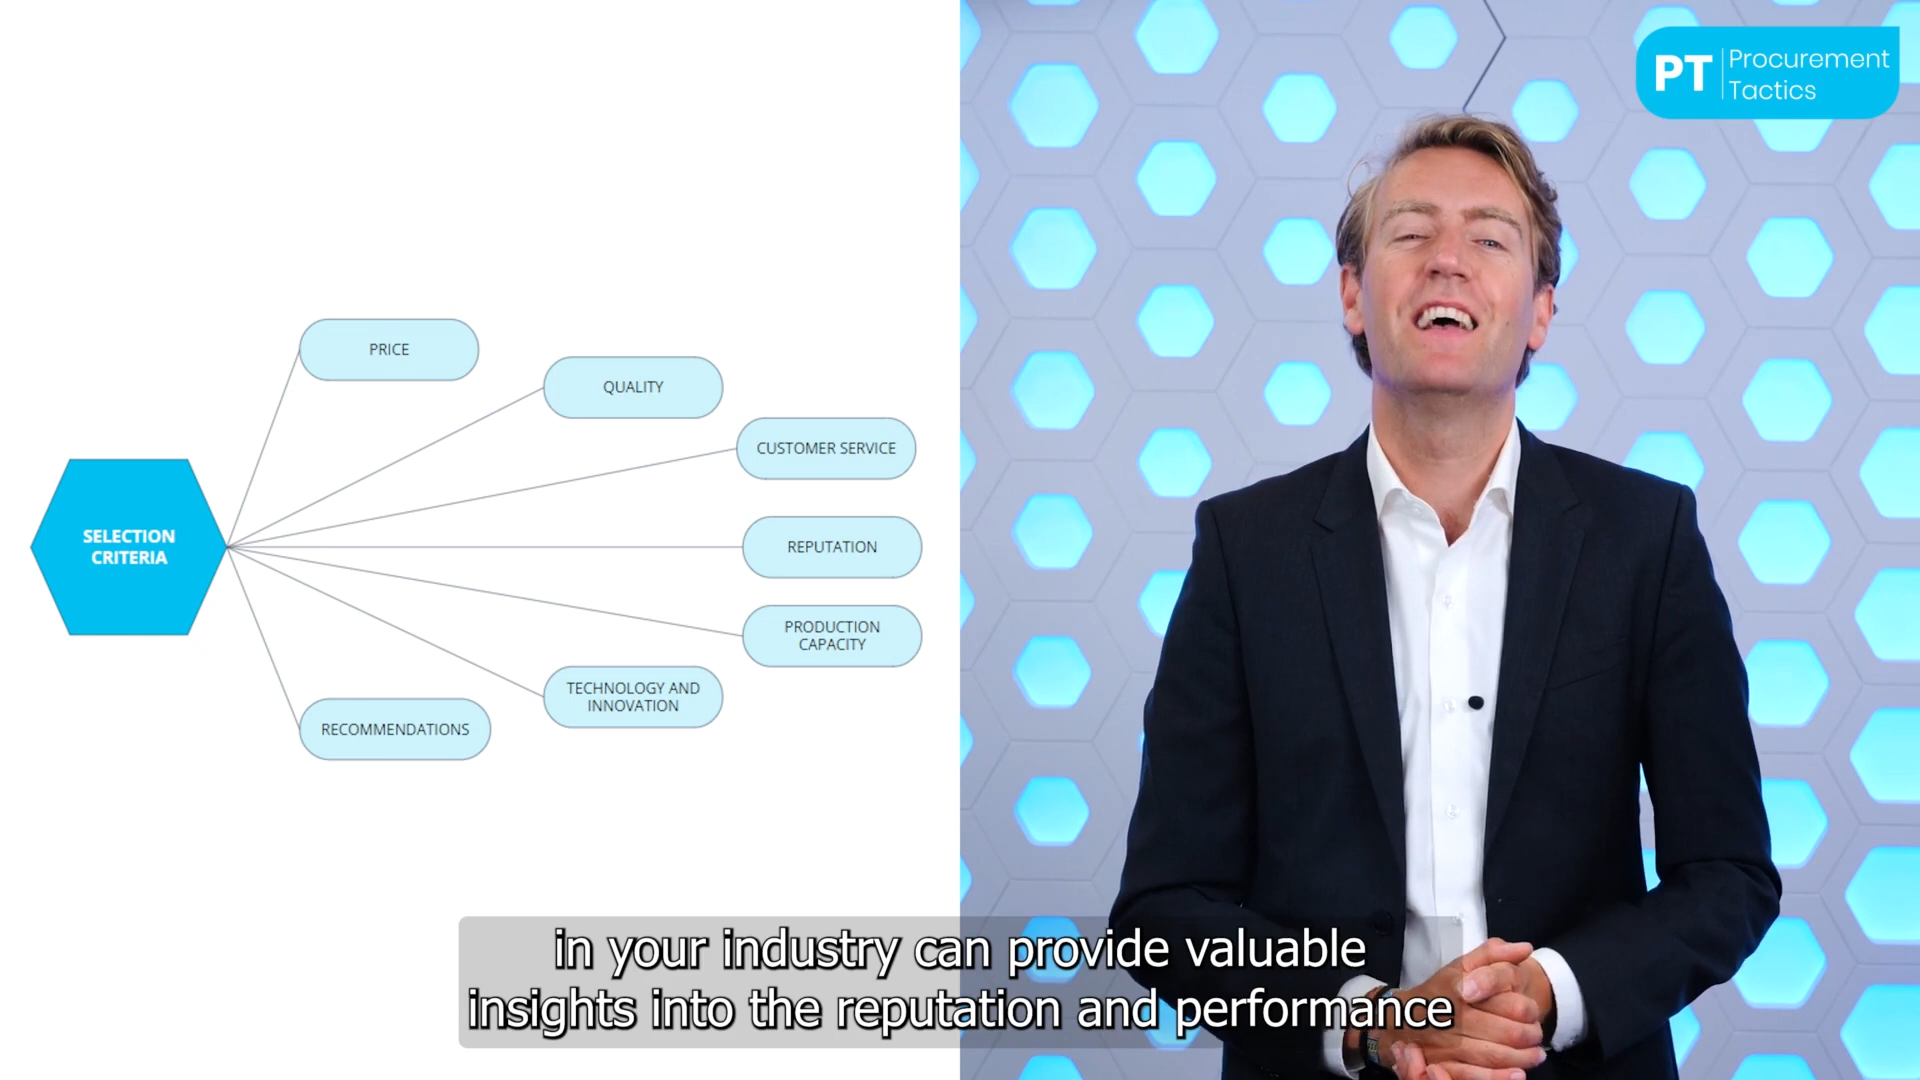 PT
Procurement
Tactics
PRICE
QUALITY
CUSTOMER SERVICE
SELECTION
CRITERIA
REPUTATION
PRODUCTION
CAPACITY
TECHNOLOGY AND
INNOVATION
RECOMMENDATIONS
in your industry can provide valuable
insights into the reputation and performance